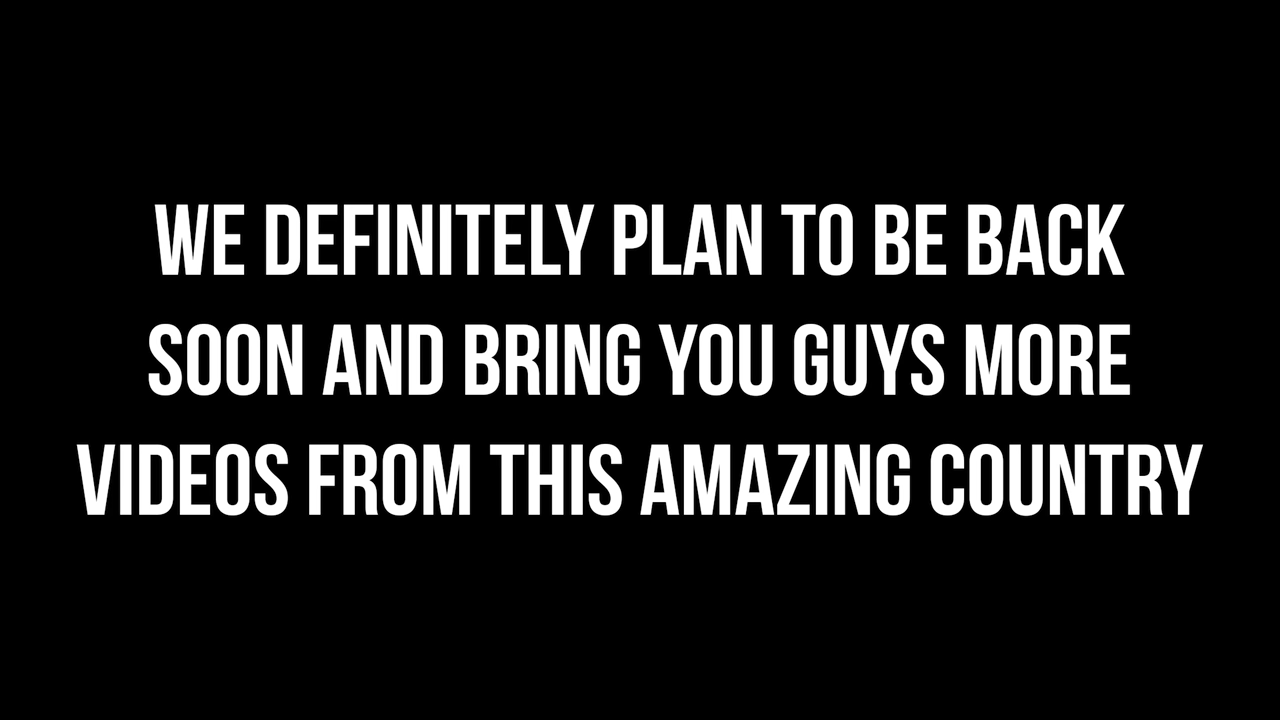 WE DEFINITELY PLAN TO BE BACK
SOON AND BRING YOU GUYS MORE
VIDEOS FROM THIS AMAZING COUNTRY